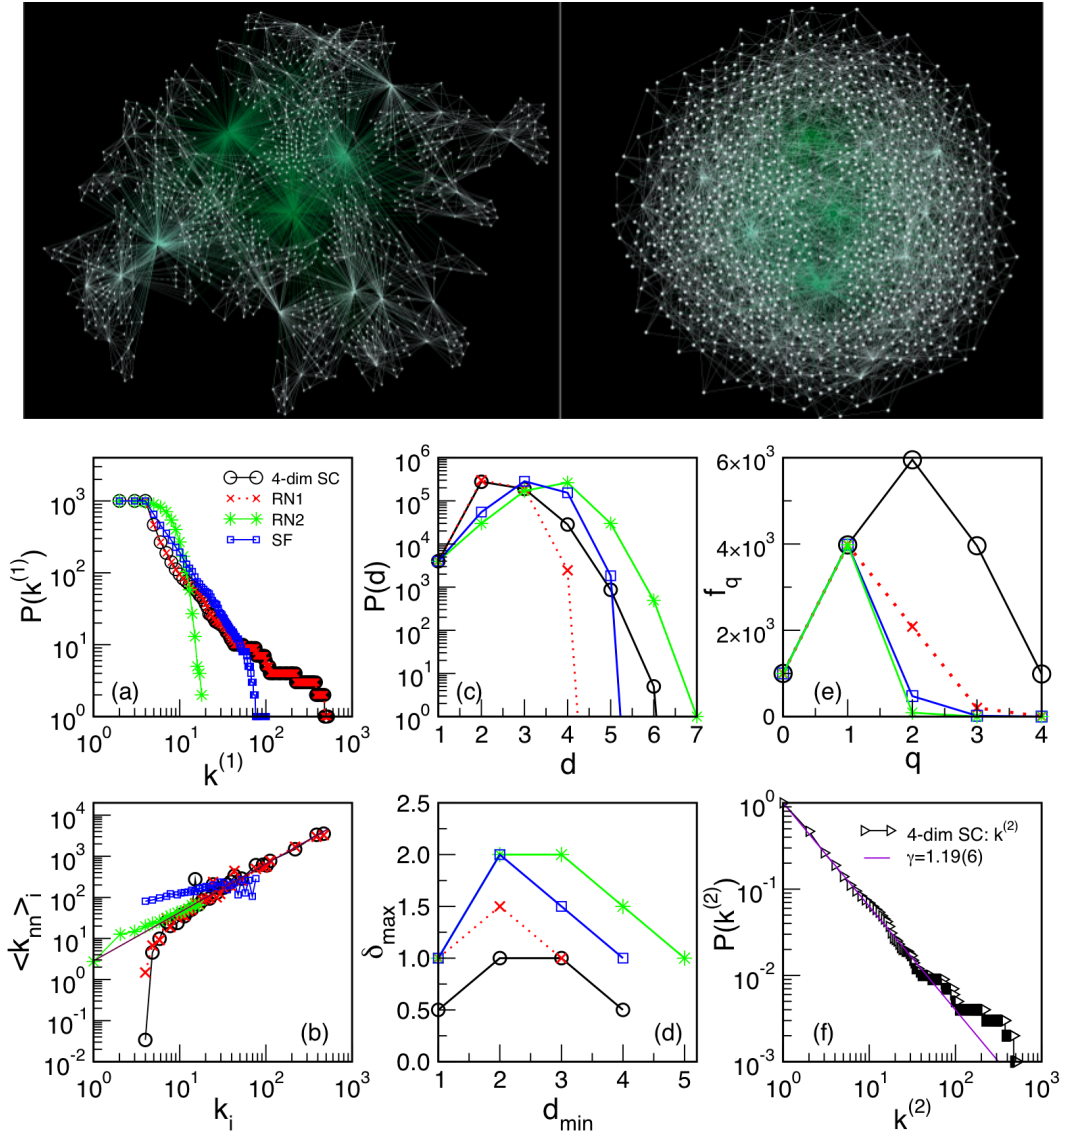 P(k^(1))
10^3
10^2
10^1
10^0
10^0 10^1 10^2 10^3
k^(1)
4-dim SC
RN1
RN2
SF
(a)
P(d)
10^6
10^5
10^4
10^3
10^2
10^1
10^0
1 2 3 4 5 6 7
d
(c)
f_q
6×10^3
4×10^3
2×10^3
0
0 1 2 3 4
q
(e)
<k_nn>_i
10^4
10^3
10^2
10^1
10^0
10^-1
10^-2
10^0 10^1 10^2 10^3
k_i
(b)
δ_max
2.5
2.0
1.5
1.0
0.5
0.0
1 2 3 4 5
d_min
(d)
P(k^(2))
10^0
10^-1
10^-2
10^-3
10^1 10^2 10^3
k^(2)
4-dim SC: k^(2)
γ=1.19(6)
(f)